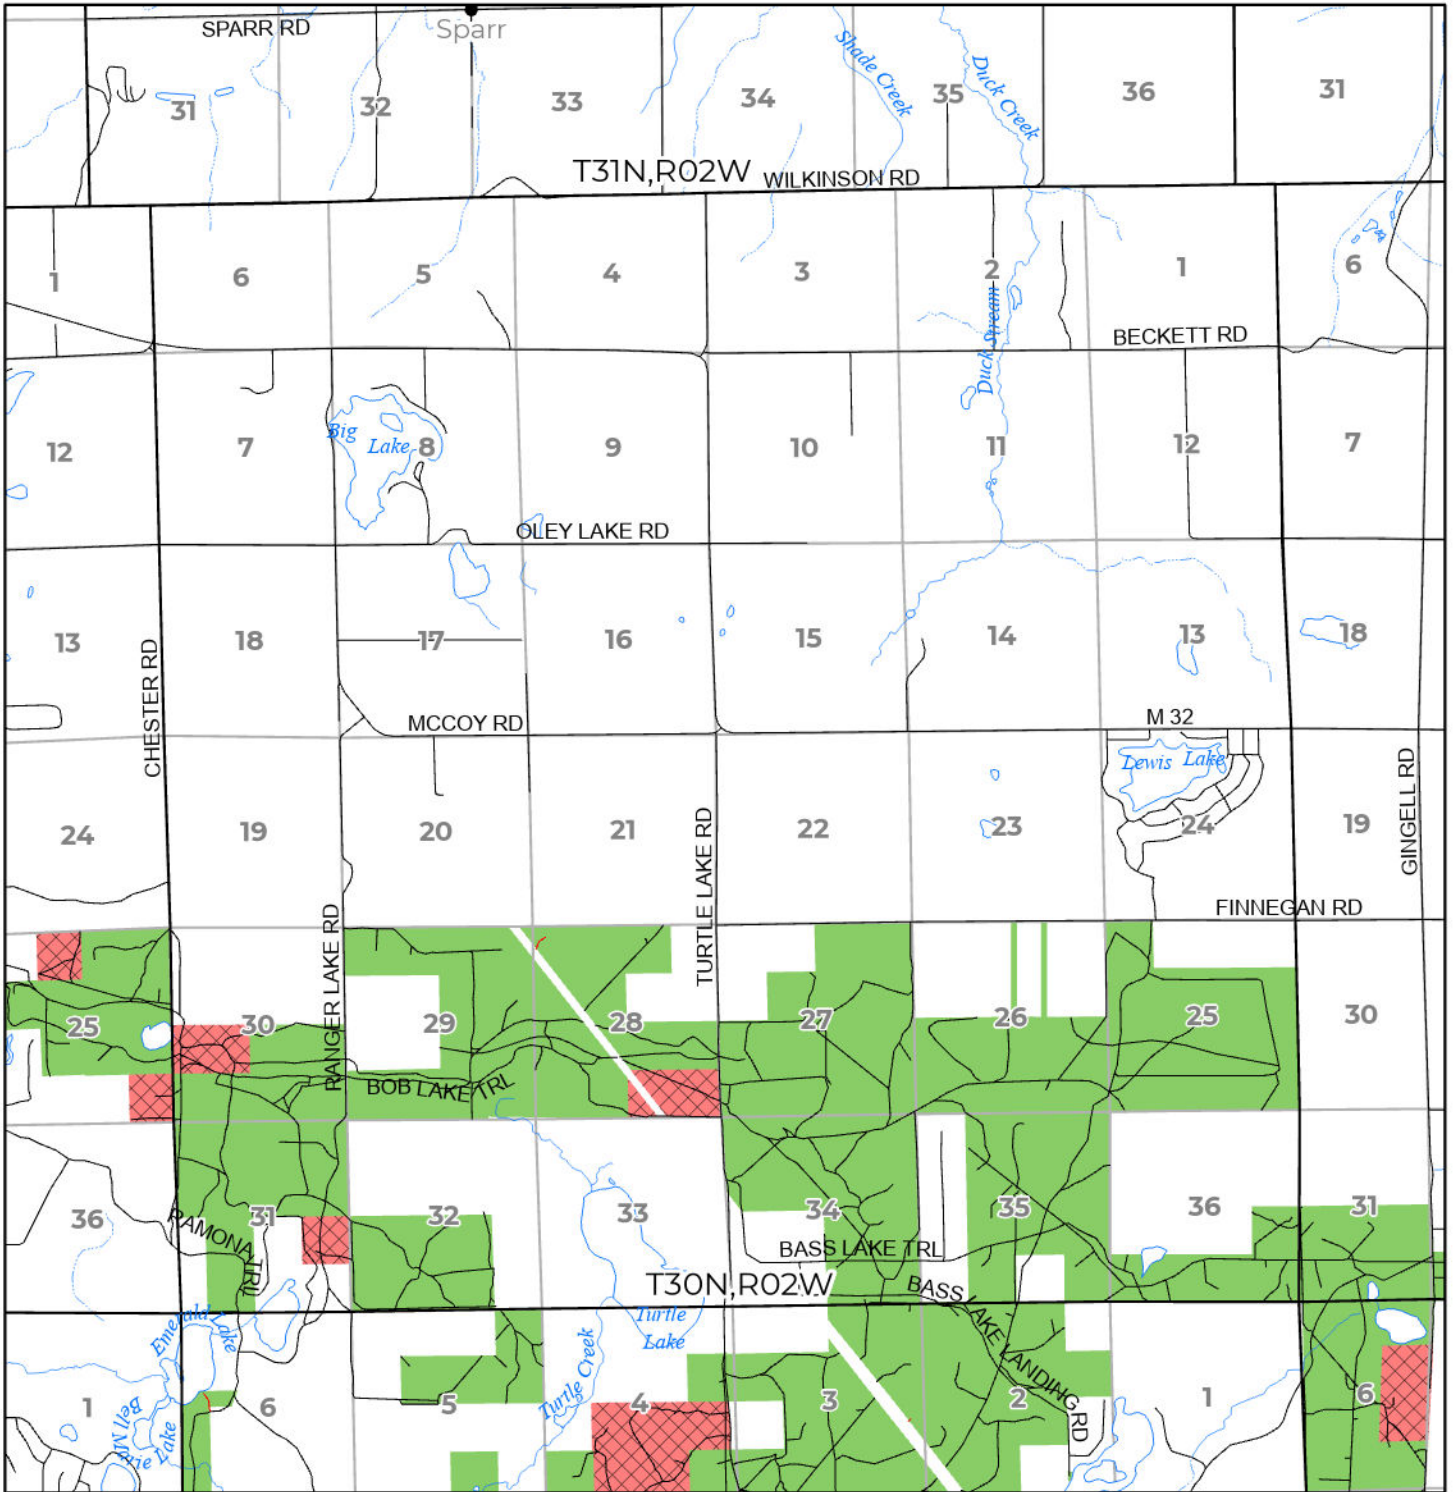 SPARR RD
Sparr
Shade Creek
Duck Creek
31
32
33
34
35
36
31
T31N,R02W
WILKINSON RD
1
6
5
4
3
2
1
6
Duck Stream
BECKETT RD
12
7
Big Lake
8
9
10
11
12
7
OLEY LAKE RD
13
18
17
16
15
14
13
18
CHESTER RD
MCCOY RD
M 32
Lewis Lake
GINGELL RD
24
19
20
21
22
23
24
19
TURTLE LAKE RD
RANGER LAKE RD
FINNEGAN RD
25
30
29
28
27
26
25
30
BOB LAKE TRL
36
31
32
33
34
35
36
31
RAMONA TRL
BASS LAKE TRL
T30N,R02W
BASS LAKE LANDING RD
Emerald Lake
Turtle Lake
Turtle Creek
1
6
5
4
3
2
1
6
Bell Marie Lake